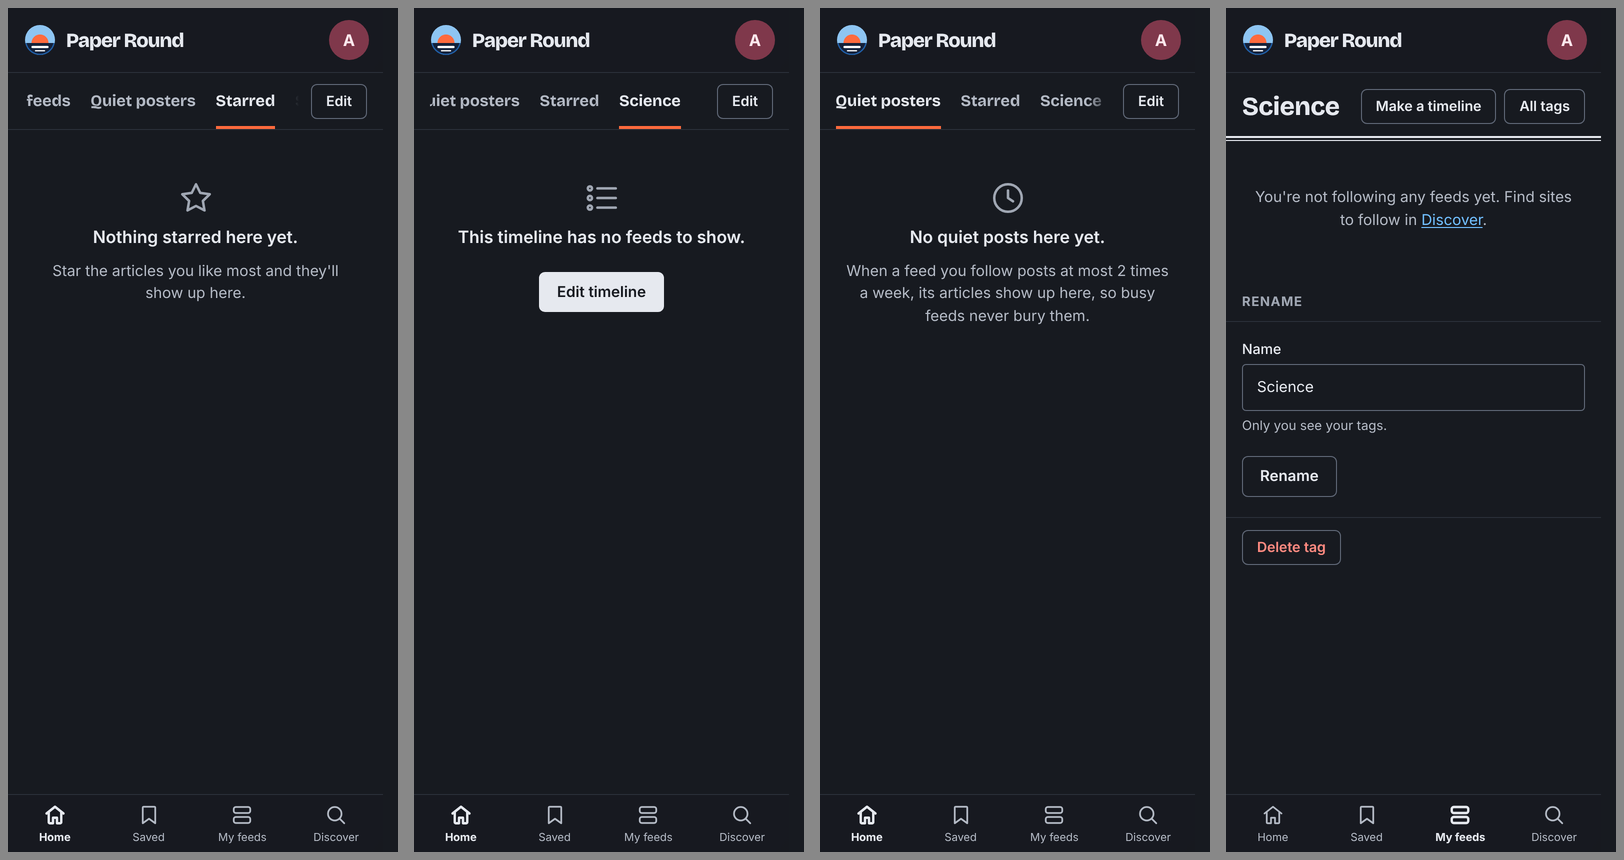 Paper Round
A
feeds Quiet posters Starred Edit
Nothing starred here yet.
Star the articles you like most and they'll
show up here.
Home Saved My feeds Discover
Paper Round
A
uiet posters Starred Science Edit
This timeline has no feeds to show.
Edit timeline
Home Saved My feeds Discover
Paper Round
A
Quiet posters Starred Science Edit
No quiet posts here yet.
When a feed you follow posts at most 2 times
a week, its articles show up here, so busy
feeds never bury them.
Home Saved My feeds Discover
Paper Round
A
Science Make a timeline All tags
You're not following any feeds yet. Find sites
to follow in Discover.
RENAME
Name
Science
Only you see your tags.
Rename
Delete tag
Home Saved My feeds Discover